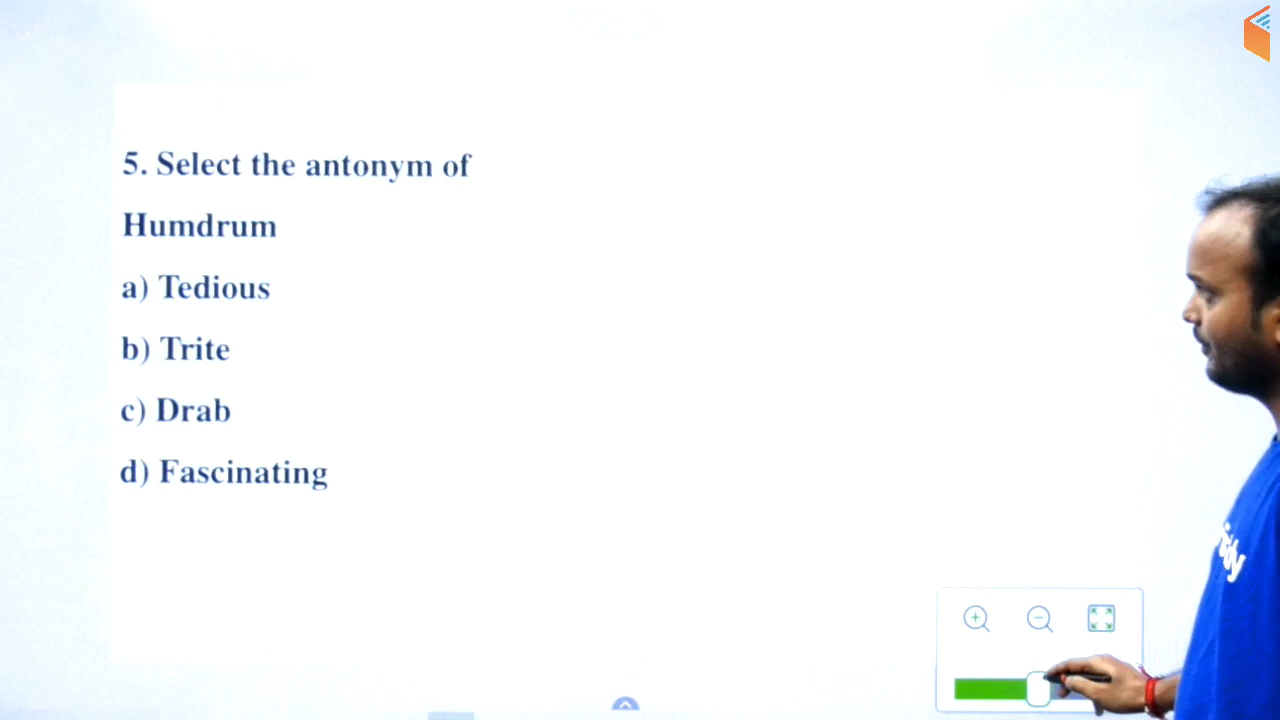 5. Select the antonym of
Humdrum
a) Tedious
b) Trite
c) Drab
d) Fascinating